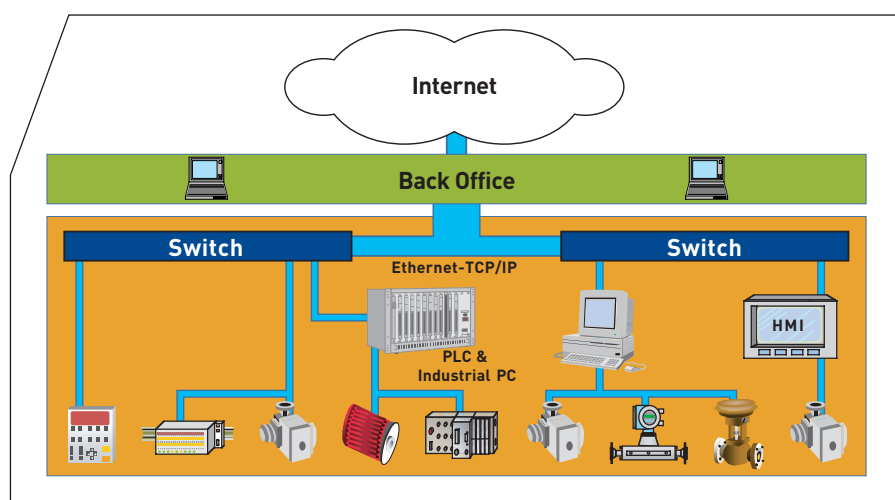 Internet
Back Office
Switch
Switch
Ethernet-TCP/IP
HMI
PLC &
Industrial PC